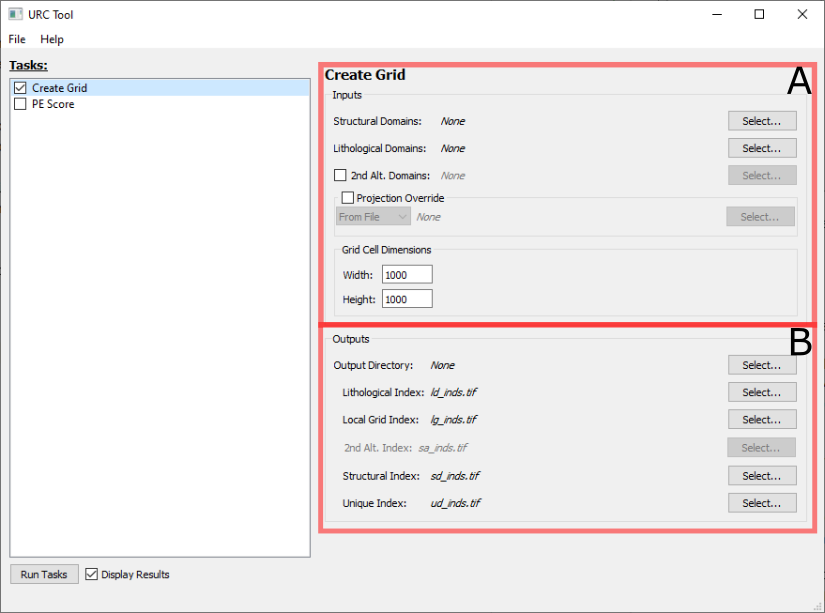 URC Tool
File Help
Tasks:
Create Grid
PE Score
Run Tasks Display Results
A
Create Grid
Inputs
Structural Domains: None Select...
Lithological Domains: None Select...
2nd Alt. Domains: None Select...
Projection Override
From File None Select...
Grid Cell Dimensions
Width: 1000
Height: 1000
B
Outputs
Output Directory: None Select...
Lithological Index: ld_inds.tif Select...
Local Grid Index: lg_inds.tif Select...
2nd Alt. Index: sa_inds.tif Select...
Structural Index: sd_inds.tif Select...
Unique Index: ud_inds.tif Select...